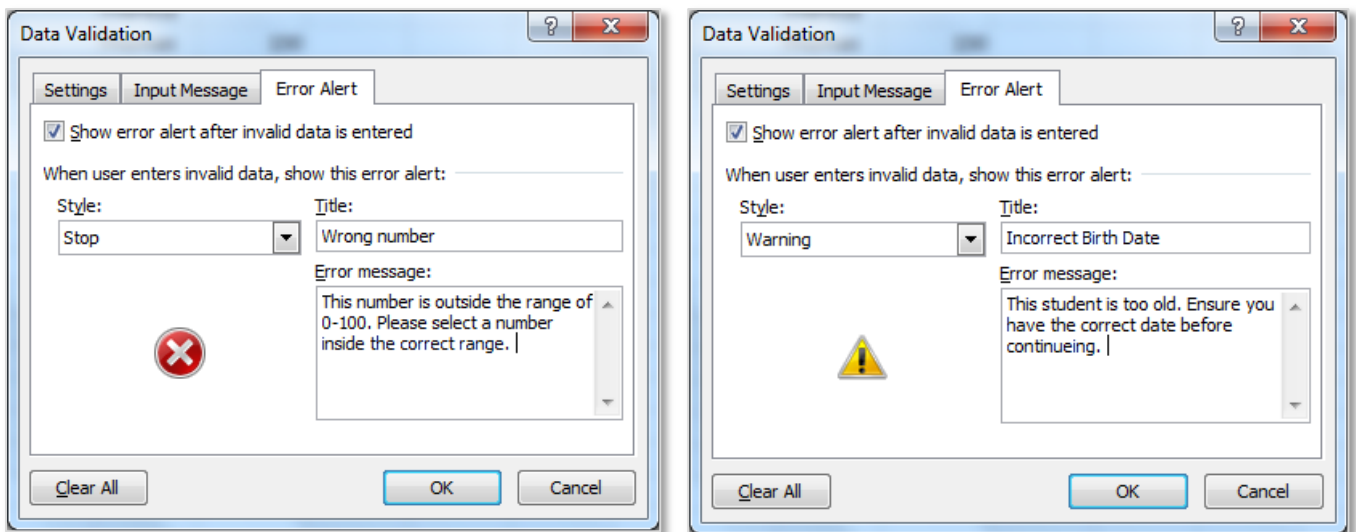 Data Validation
?
X
Settings
Input Message
Error Alert
Show error alert after invalid data is entered
When user enters invalid data, show this error alert:
Style:
Title:
Stop
Wrong number
Error message:
This number is outside the range of
0-100. Please select a number
inside the correct range.
Clear All
OK
Cancel
Data Validation
?
X
Settings
Input Message
Error Alert
Show error alert after invalid data is entered
When user enters invalid data, show this error alert:
Style:
Title:
Warning
Incorrect Birth Date
Error message:
This student is too old. Ensure you
have the correct date before
continueing.
Clear All
OK
Cancel